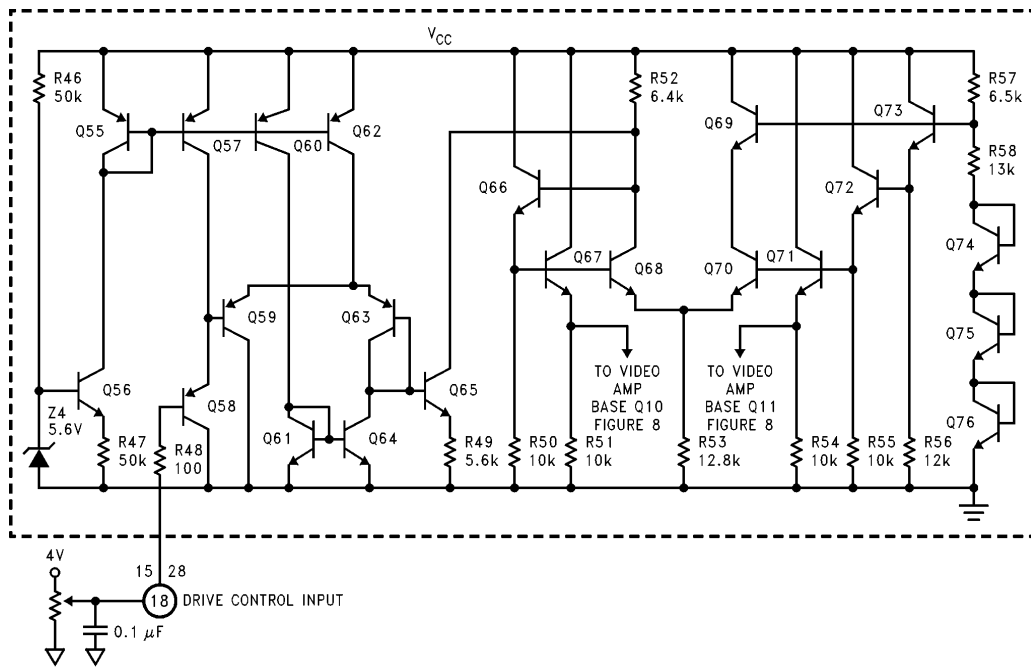 VCC
R46
50k
R52
6.4k
R57
6.5k
Q55
Q57
Q60
Q62
Q69
Q73
R58
13k
Q66
Q72
Q74
Q67
Q68
Q70
Q71
Q59
Q63
Q75
TO VIDEO
AMP
BASE Q10
FIGURE 8
TO VIDEO
AMP
BASE Q11
FIGURE 8
Q56
Z4
5.6V
Q58
Q65
Q61
Q64
Q76
R47
50k
R48
100
R49
5.6k
R50
10k
R51
10k
R53
12.8k
R54
10k
R55
10k
R56
12k
4V
15 28
18 DRIVE CONTROL INPUT
0.1 μF